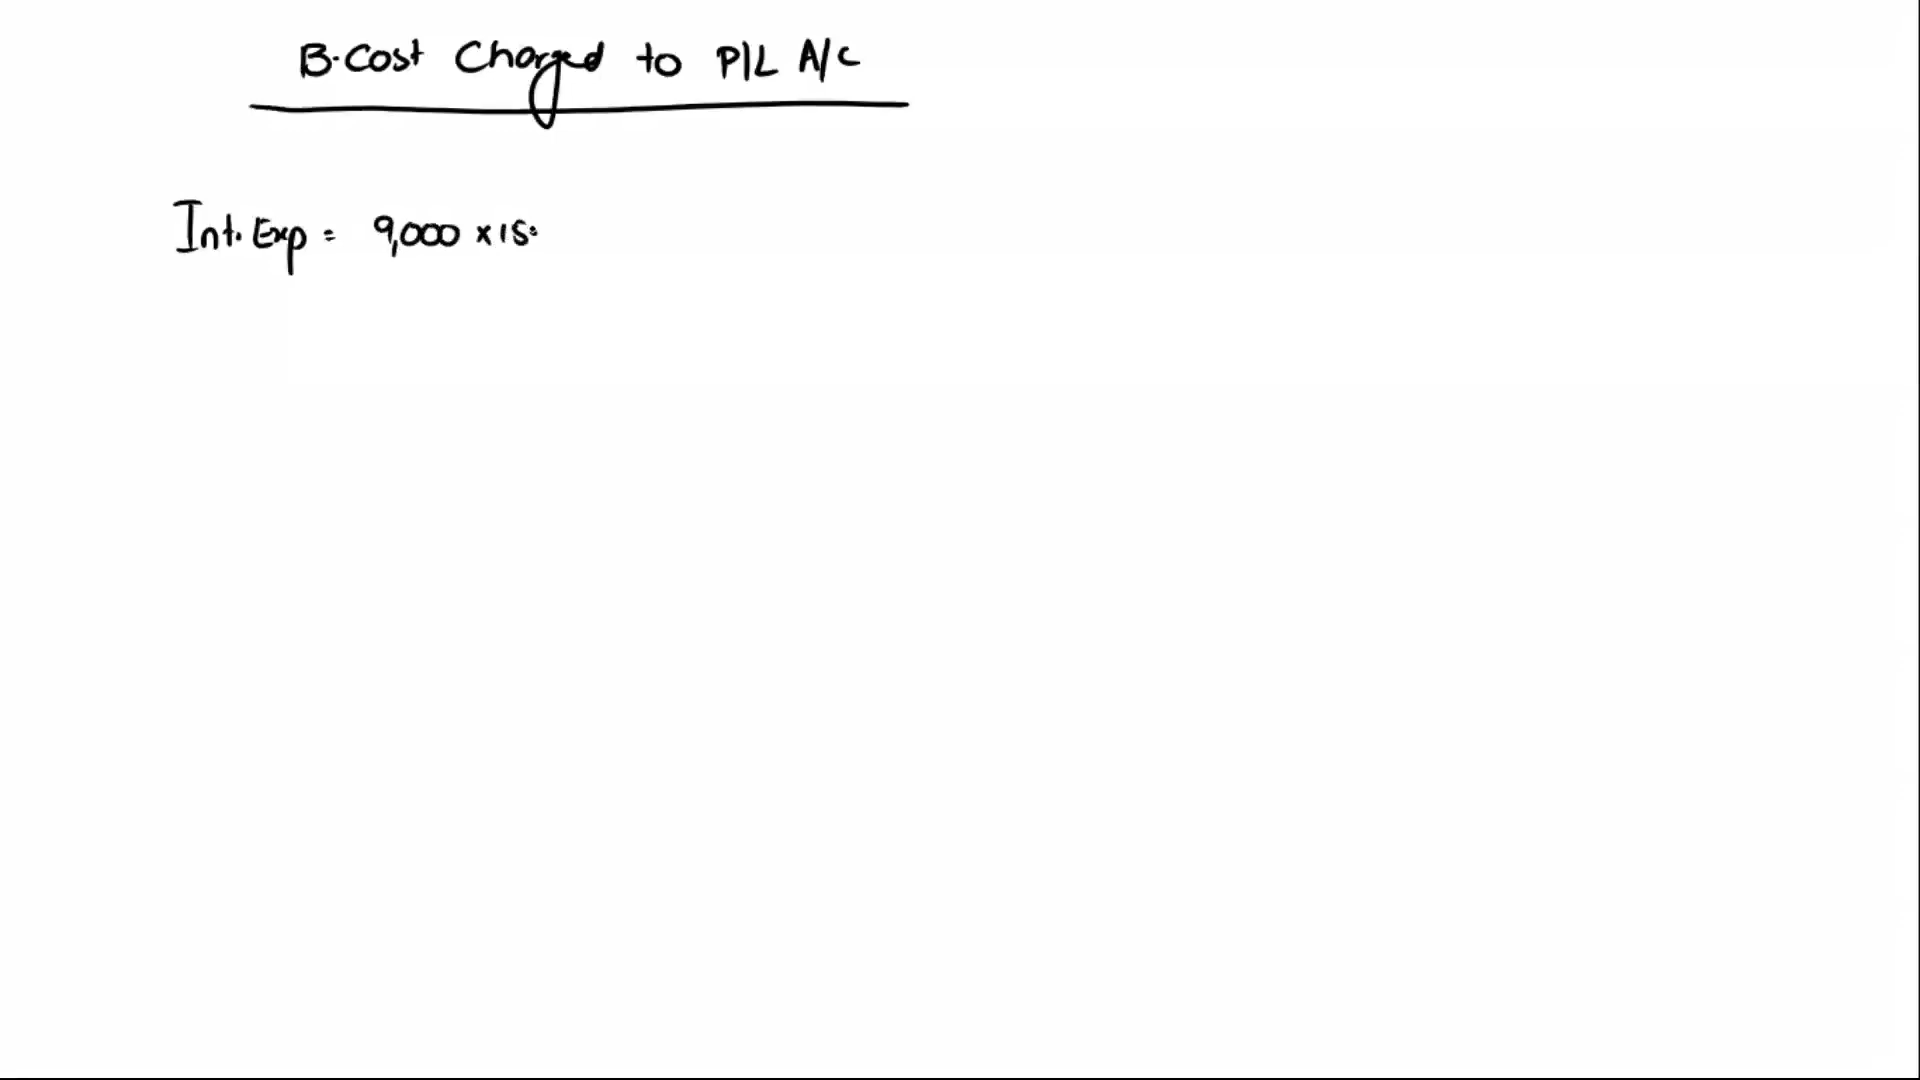 B.Cost Charged to P/L A/c
Int. Exp = 9,000 x 15